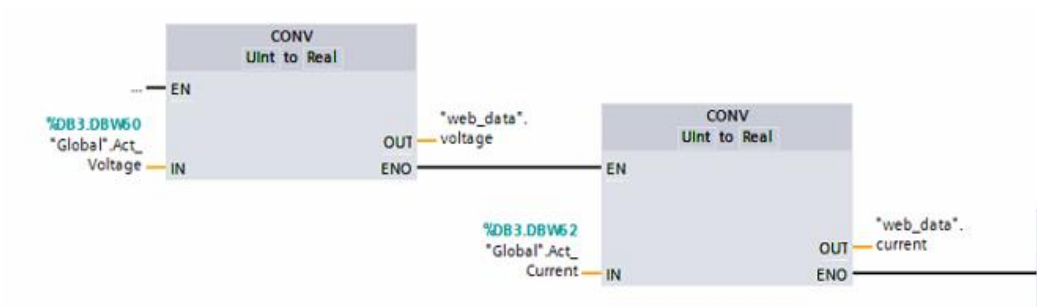 CONV
UInt to Real
... EN
%DB3.DBW60
"Global".Act_
Voltage IN
"web_data".
OUT voltage
ENO
CONV
UInt to Real
EN
%DB3.DBW62
"Global".Act_
Current IN
"web_data".
OUT current
ENO